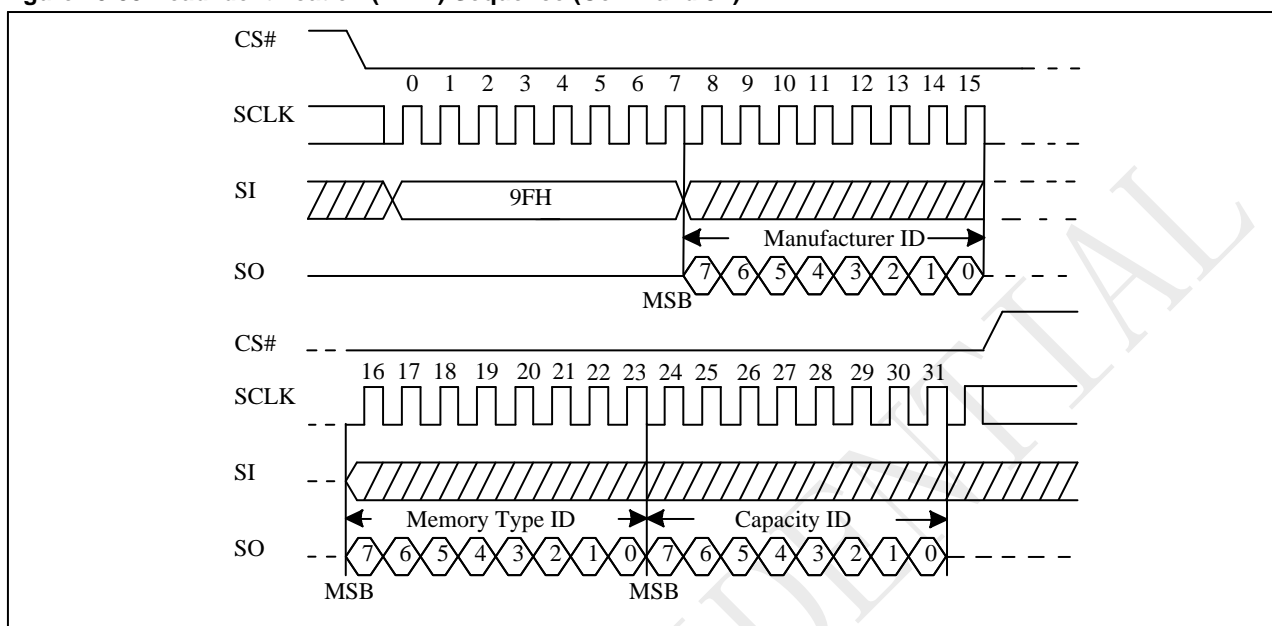 Sequence (Command
CS#
0 1 2 3 4 5 6 7 8 9 10 11 12 13 14 15
SCLK
SI
9FH
Manufacturer ID
SO
7 6 5 4 3 2 1 0
MSB
CS#
16 17 18 19 20 21 22 23 24 25 26 27 28 29 30 31
SCLK
SI
Memory Type ID Capacity ID
SO
7 6 5 4 3 2 1 0 7 6 5 4 3 2 1 0
MSB MSB
DENTIAL